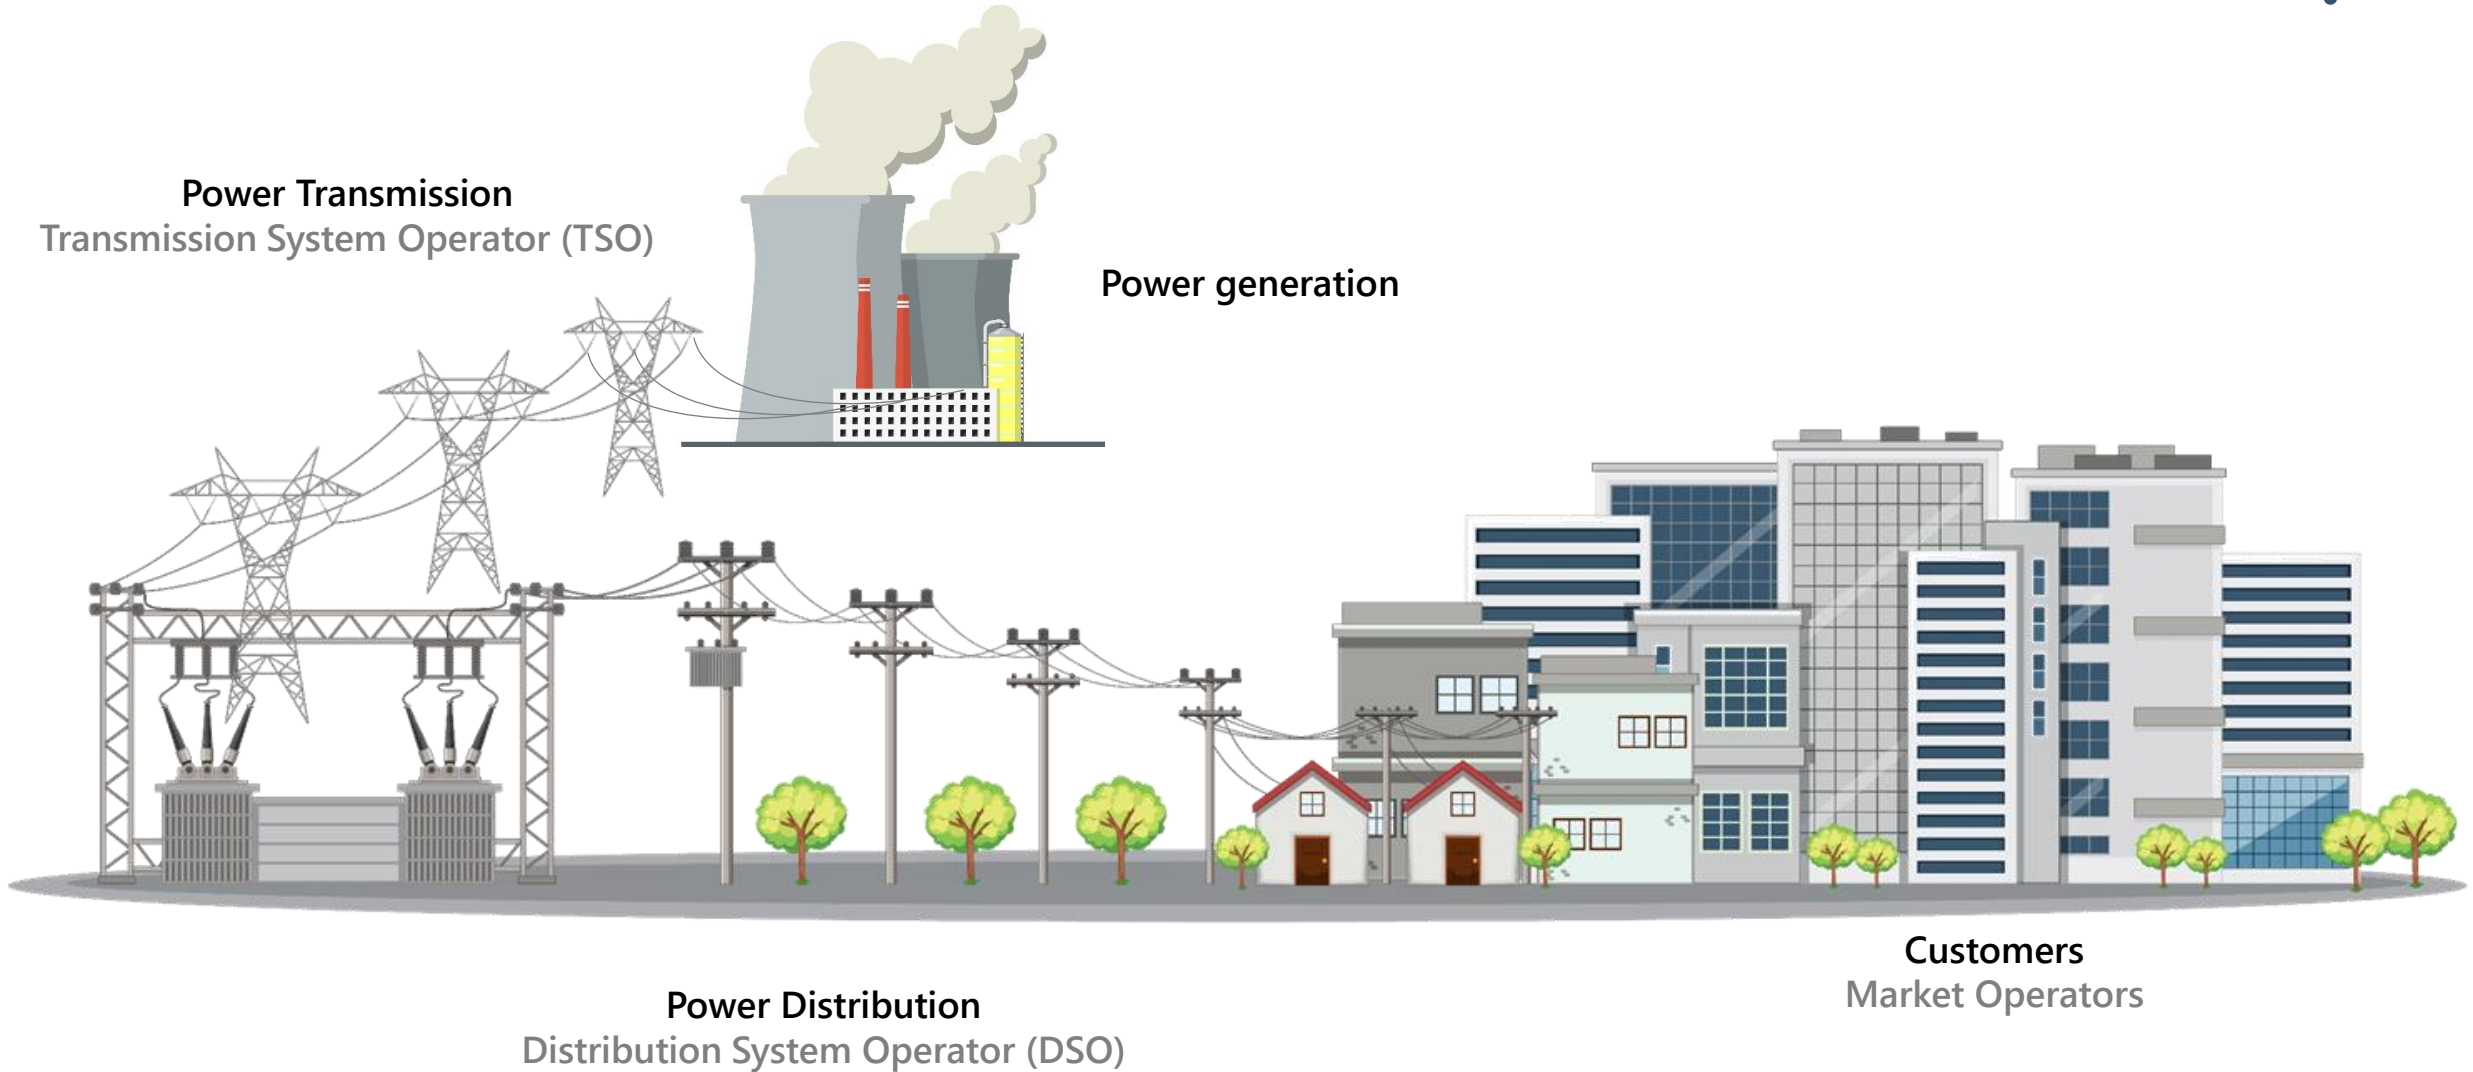 Power Transmission
Transmission System Operator (TSO)
Power generation
Customers
Market Operators
Power Distribution
Distribution System Operator (DSO)